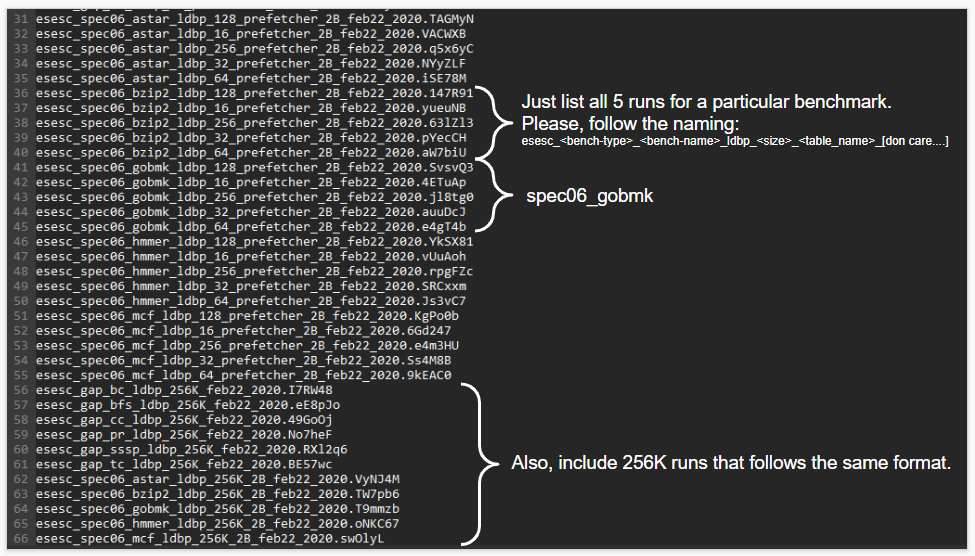 31 esesc_spec06_astar_ldbp_128_prefetcher_2B_feb22_2020.TAGMyN
32 esesc_spec06_astar_ldbp_16_prefetcher_2B_feb22_2020.VACWXB
33 esesc_spec06_astar_ldbp_256_prefetcher_2B_feb22_2020.q5x6yC
34 esesc_spec06_astar_ldbp_32_prefetcher_2B_feb22_2020.NYyZLF
35 esesc_spec06_astar_ldbp_64_prefetcher_2B_feb22_2020.iSE78M
36 esesc_spec06_bzip2_ldbp_128_prefetcher_2B_feb22_2020.147R91
37 esesc_spec06_bzip2_ldbp_16_prefetcher_2B_feb22_2020.yueuNB
38 esesc_spec06_bzip2_ldbp_256_prefetcher_2B_feb22_2020.63lZl3
39 esesc_spec06_bzip2_ldbp_32_prefetcher_2B_feb22_2020.pYecCH
40 esesc_spec06_bzip2_ldbp_64_prefetcher_2B_feb22_2020.aW7biU
Just list all 5 runs for a particular benchmark.
Please, follow the naming:
esesc_<bench-type>_<bench-name>_ldbp_<size>_<table_name>_[don care....]
41 esesc_spec06_gobmk_ldbp_128_prefetcher_2B_feb22_2020.SvsvQ3
42 esesc_spec06_gobmk_ldbp_16_prefetcher_2B_feb22_2020.4ETuAp
43 esesc_spec06_gobmk_ldbp_256_prefetcher_2B_feb22_2020.jl8tg0
44 esesc_spec06_gobmk_ldbp_32_prefetcher_2B_feb22_2020.auuDcJ
45 esesc_spec06_gobmk_ldbp_64_prefetcher_2B_feb22_2020.e4gT4b
spec06_gobmk
46 esesc_spec06_hmmer_ldbp_128_prefetcher_2B_feb22_2020.YkSX81
47 esesc_spec06_hmmer_ldbp_16_prefetcher_2B_feb22_2020.vUuAoh
48 esesc_spec06_hmmer_ldbp_256_prefetcher_2B_feb22_2020.rpgFZc
49 esesc_spec06_hmmer_ldbp_32_prefetcher_2B_feb22_2020.SRCxxm
50 esesc_spec06_hmmer_ldbp_64_prefetcher_2B_feb22_2020.Js3vC7
51 esesc_spec06_mcf_ldbp_128_prefetcher_2B_feb22_2020.KgPo0b
52 esesc_spec06_mcf_ldbp_16_prefetcher_2B_feb22_2020.6Gd247
53 esesc_spec06_mcf_ldbp_256_prefetcher_2B_feb22_2020.e4m3HU
54 esesc_spec06_mcf_ldbp_32_prefetcher_2B_feb22_2020.Ss4M8B
55 esesc_spec06_mcf_ldbp_64_prefetcher_2B_feb22_2020.9kEAC0
56 esesc_gap_bc_ldbp_256K_feb22_2020.I7RW48
57 esesc_gap_bfs_ldbp_256K_feb22_2020.eE8pJo
58 esesc_gap_cc_ldbp_256K_feb22_2020.49GoOj
59 esesc_gap_pr_ldbp_256K_feb22_2020.No7heF
60 esesc_gap_sssp_ldbp_256K_feb22_2020.RXl2q6
61 esesc_gap_tc_ldbp_256K_feb22_2020.BE57wc
62 esesc_spec06_astar_ldbp_256K_2B_feb22_2020.VyNJ4M
63 esesc_spec06_bzip2_ldbp_256K_2B_feb22_2020.TW7pb6
64 esesc_spec06_gobmk_ldbp_256K_2B_feb22_2020.T9mmzb
65 esesc_spec06_hmmer_ldbp_256K_2B_feb22_2020.oNKC67
66 esesc_spec06_mcf_ldbp_256K_2B_feb22_2020.swOlyL
Also, include 256K runs that follows the same format.